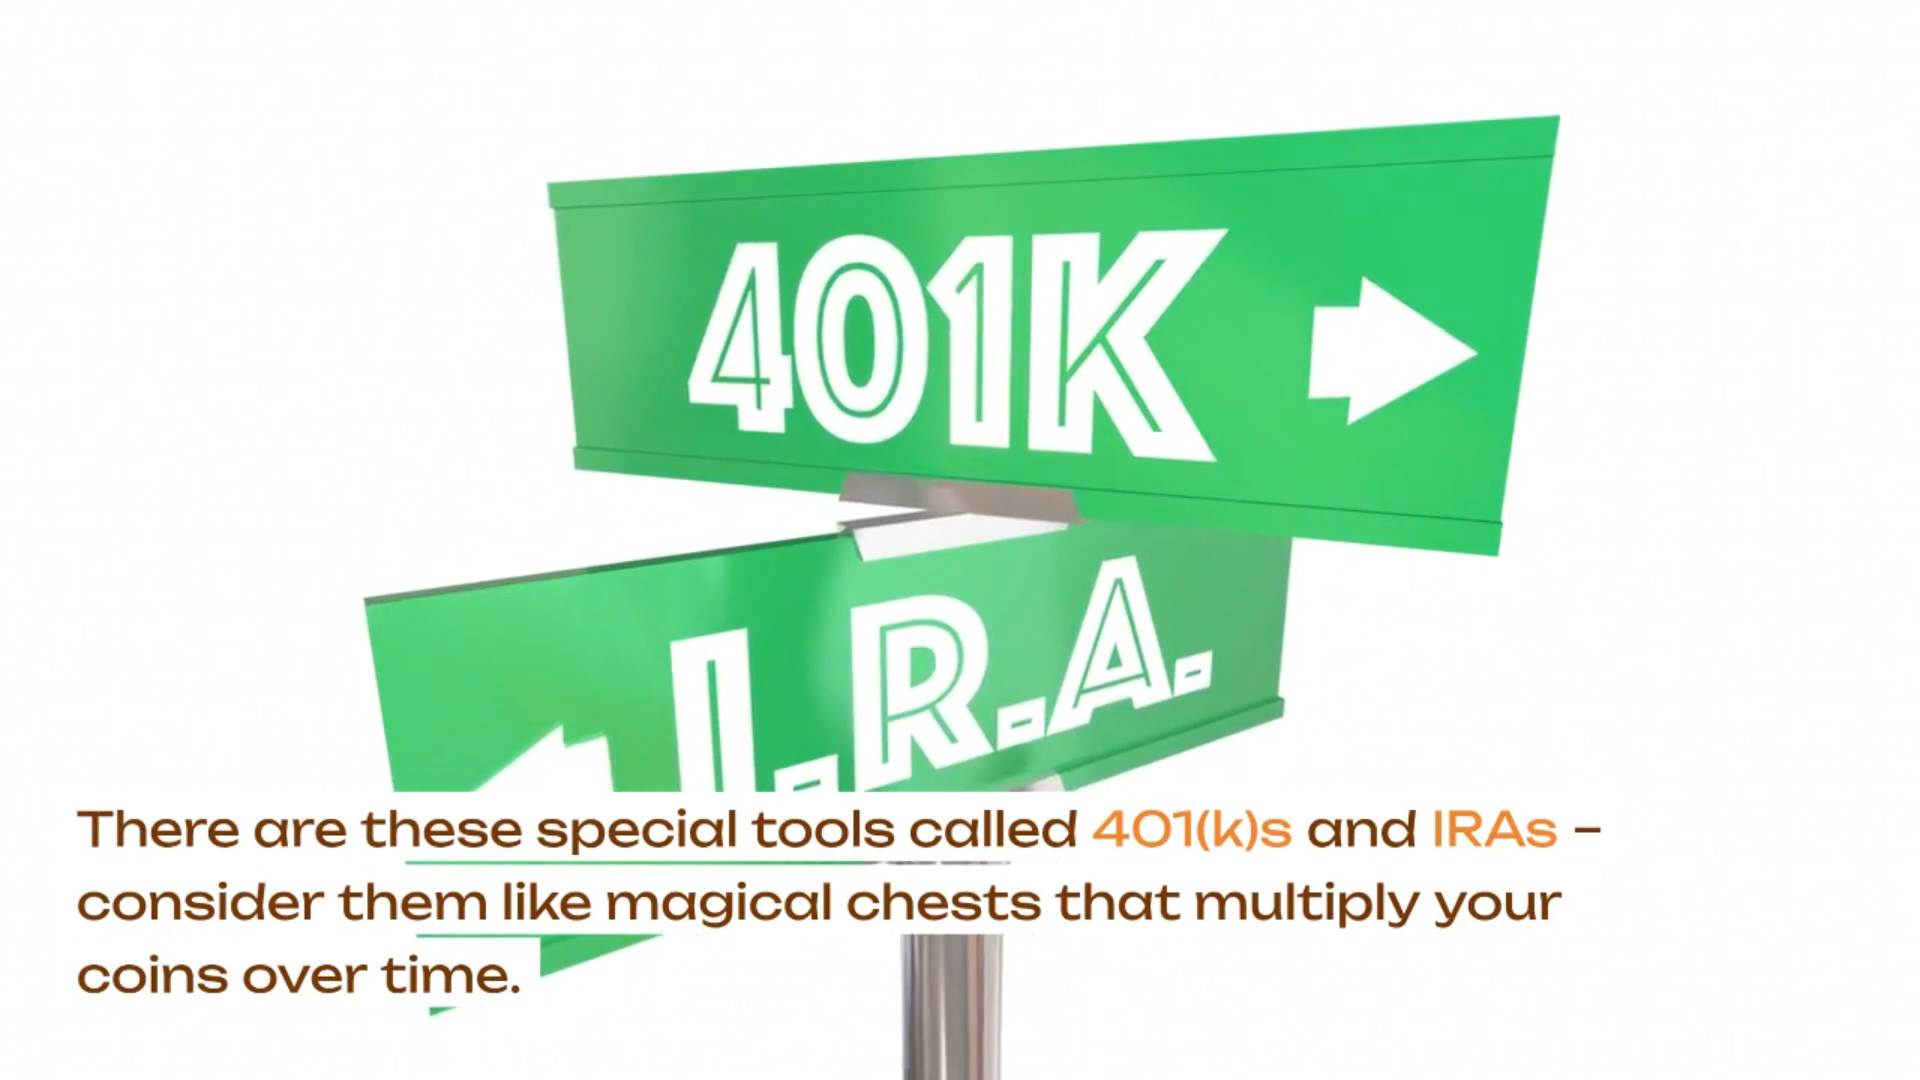 401K
I.R.A.
There are these special tools called 401(k)s and IRAs –
consider them like magical chests that multiply your
coins over time.